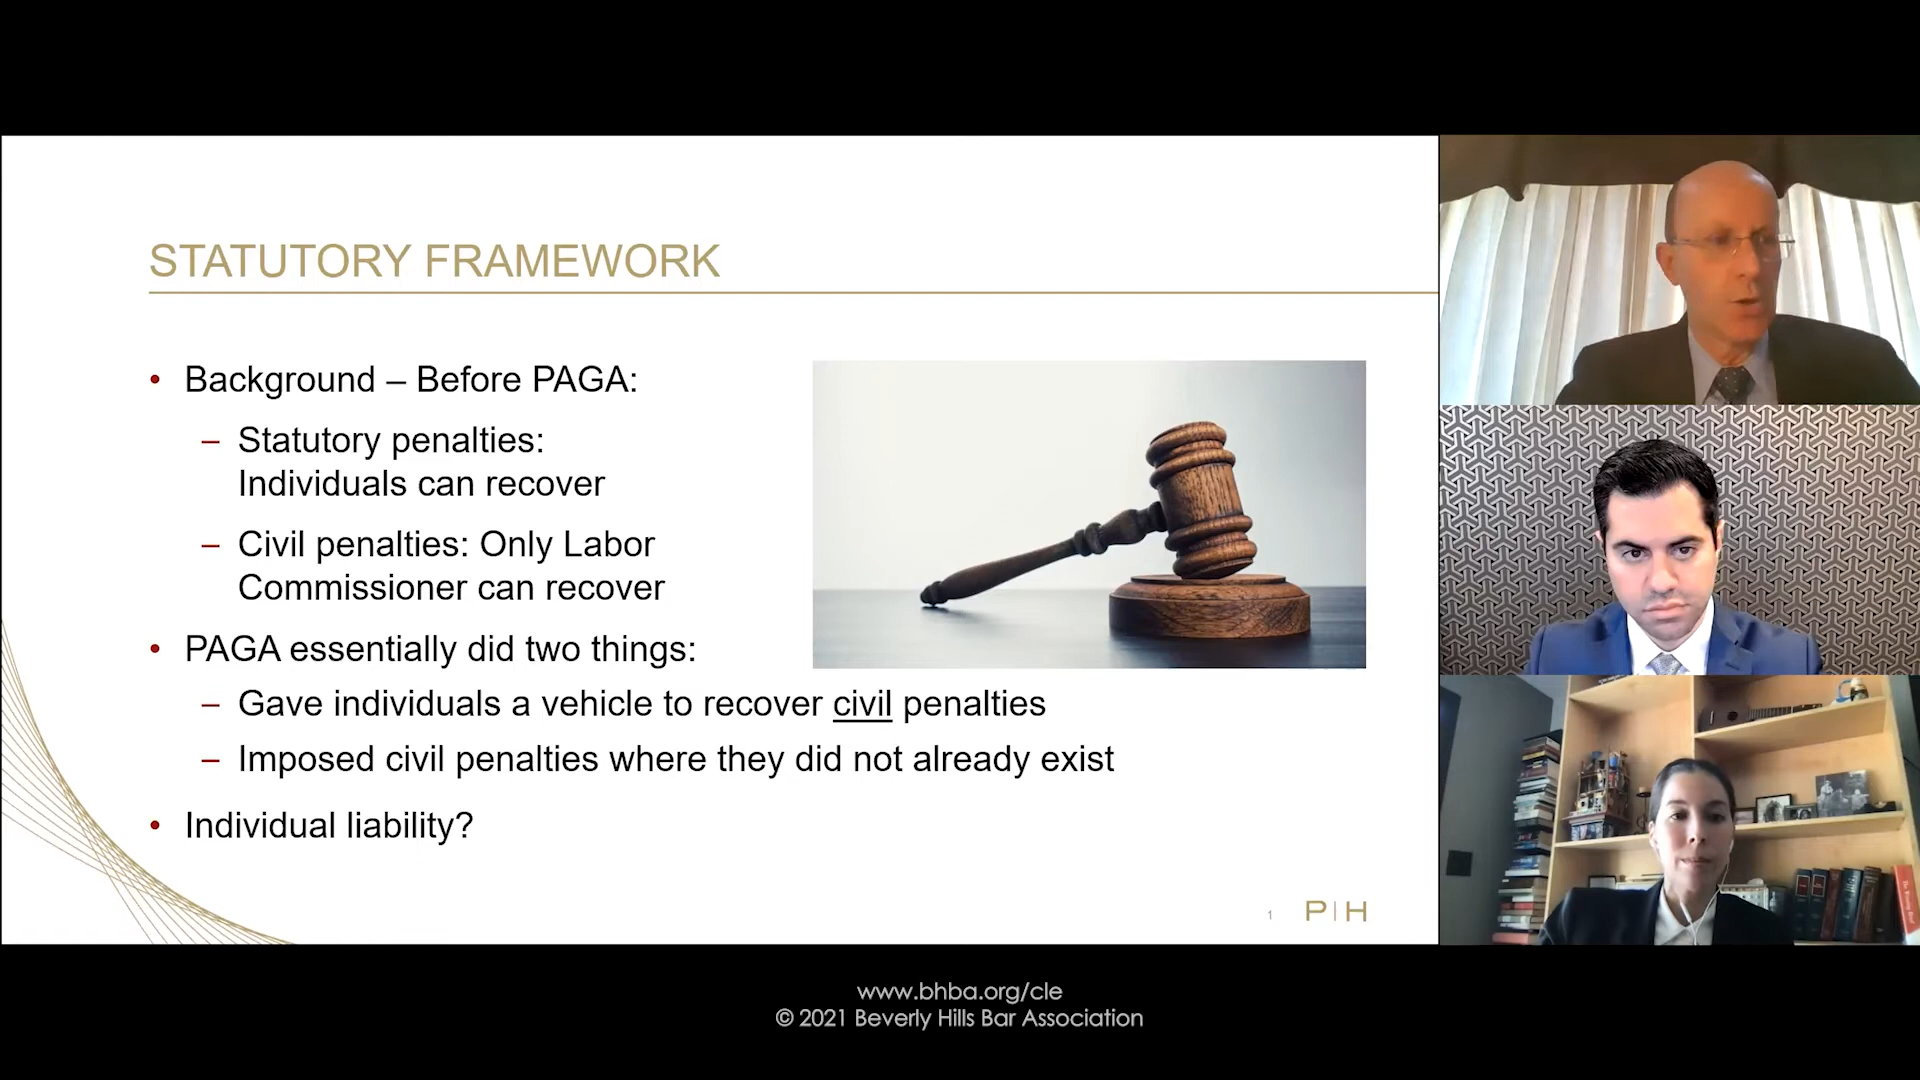 STATUTORY FRAMEWORK
• Background – Before PAGA:
– Statutory penalties:
Individuals can recover
– Civil penalties: Only Labor
Commissioner can recover
• PAGA essentially did two things:
– Gave individuals a vehicle to recover civil penalties
– Imposed civil penalties where they did not already exist
• Individual liability?
1
P|H
www.bhba.org/cle
© 2021 Beverly Hills Bar Association